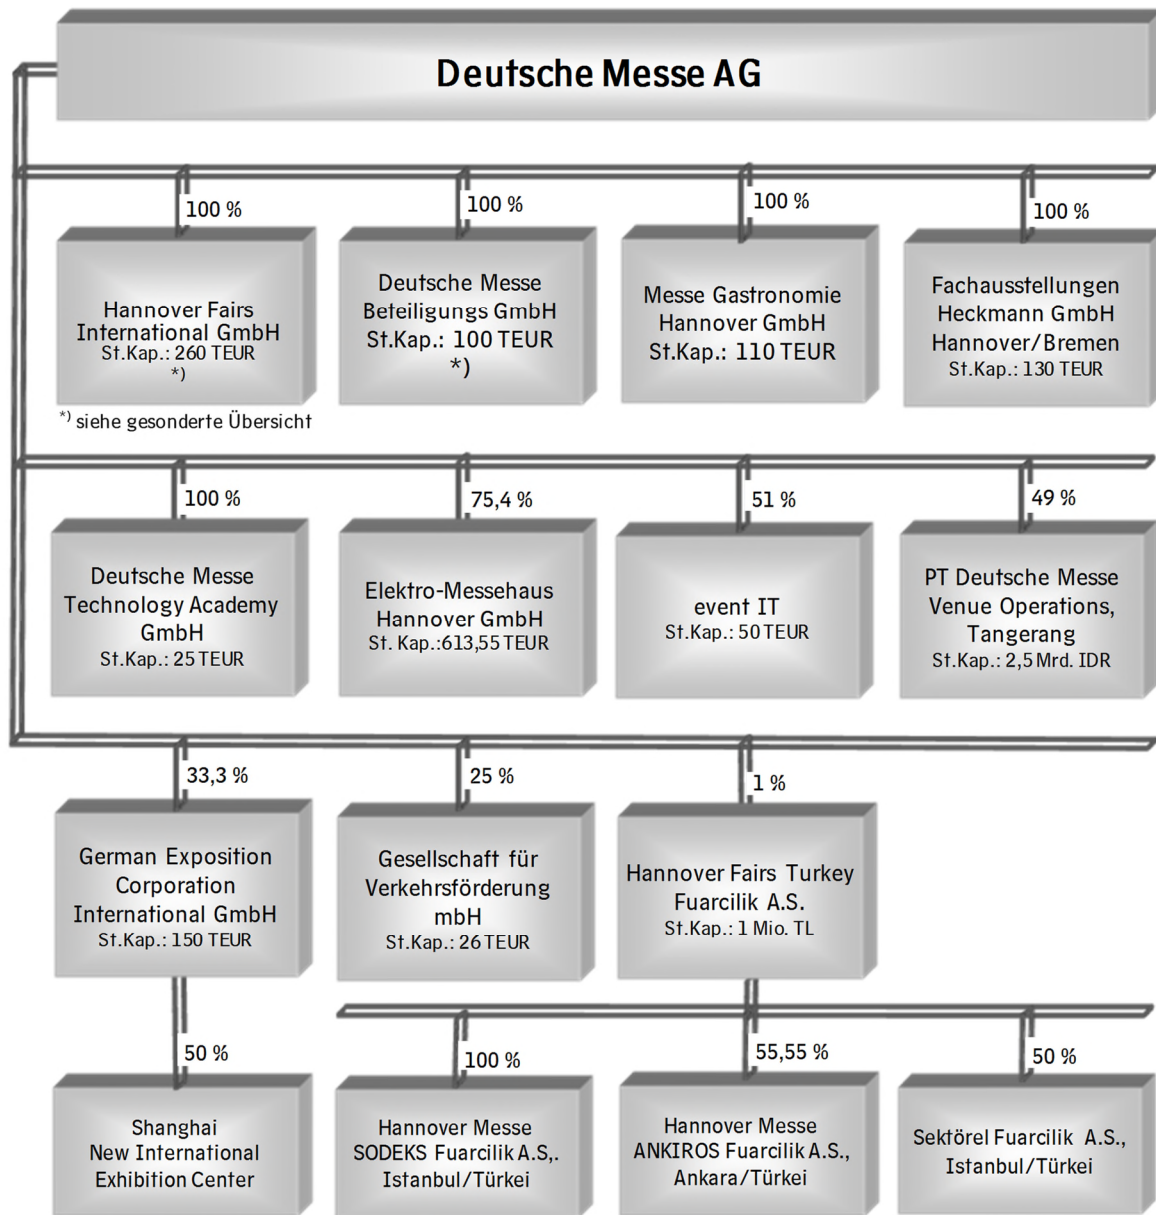 Deutsche Messe AG
100 %
100 %
100 %
100 %
Hannover Fairs
International GmbH
St.Kap.: 260 TEUR
*)
Deutsche Messe
Beteiligungs GmbH
St.Kap.: 100 TEUR
*)
Messe Gastronomie
Hannover GmbH
St.Kap.: 110 TEUR
Fachausstellungen
Heckmann GmbH
Hannover/Bremen
St.Kap.: 130 TEUR
*) siehe gesonderte Übersicht
100 %
75,4 %
51 %
49 %
Deutsche Messe
Technology Academy
GmbH
St.Kap.: 25 TEUR
Elektro-Messehaus
Hannover GmbH
St. Kap.:613,55 TEUR
event IT
St.Kap.: 50 TEUR
PT Deutsche Messe
Venue Operations,
Tangerang
St.Kap.: 2,5 Mrd. IDR
33,3 %
25 %
1 %
German Exposition
Corporation
International GmbH
St.Kap.: 150 TEUR
Gesellschaft für
Verkehrsförderung
mbH
St.Kap.: 26 TEUR
Hannover Fairs Turkey
Fuarcilik A.S.
St.Kap.: 1 Mio. TL
50 %
100 %
55,55 %
50 %
Shanghai
New International
Exhibition Center
Hannover Messe
SODEKS Fuarcilik A.S,.
Istanbul/Türkei
Hannover Messe
ANKIROS Fuarcilik A.S.,
Ankara/Türkei
Sektörel Fuarcilik A.S.,
Istanbul/Türkei